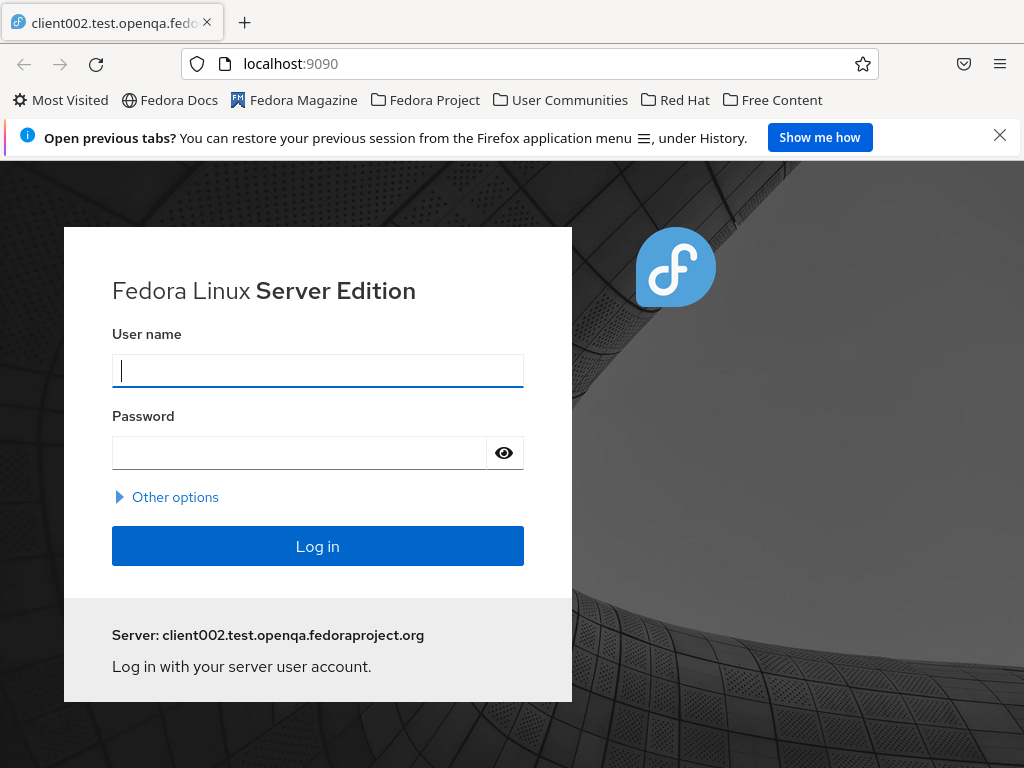 client002.test.openqa.fedo
localhost:9090
Most Visited Fedora Docs Fedora Magazine Fedora Project User Communities Red Hat Free Content
Open previous tabs? You can restore your previous session from the Firefox application menu ☰, under History. Show me how
Fedora Linux Server Edition
User name
Password
Other options
Log in
Server: client002.test.openqa.fedoraproject.org
Log in with your server user account.